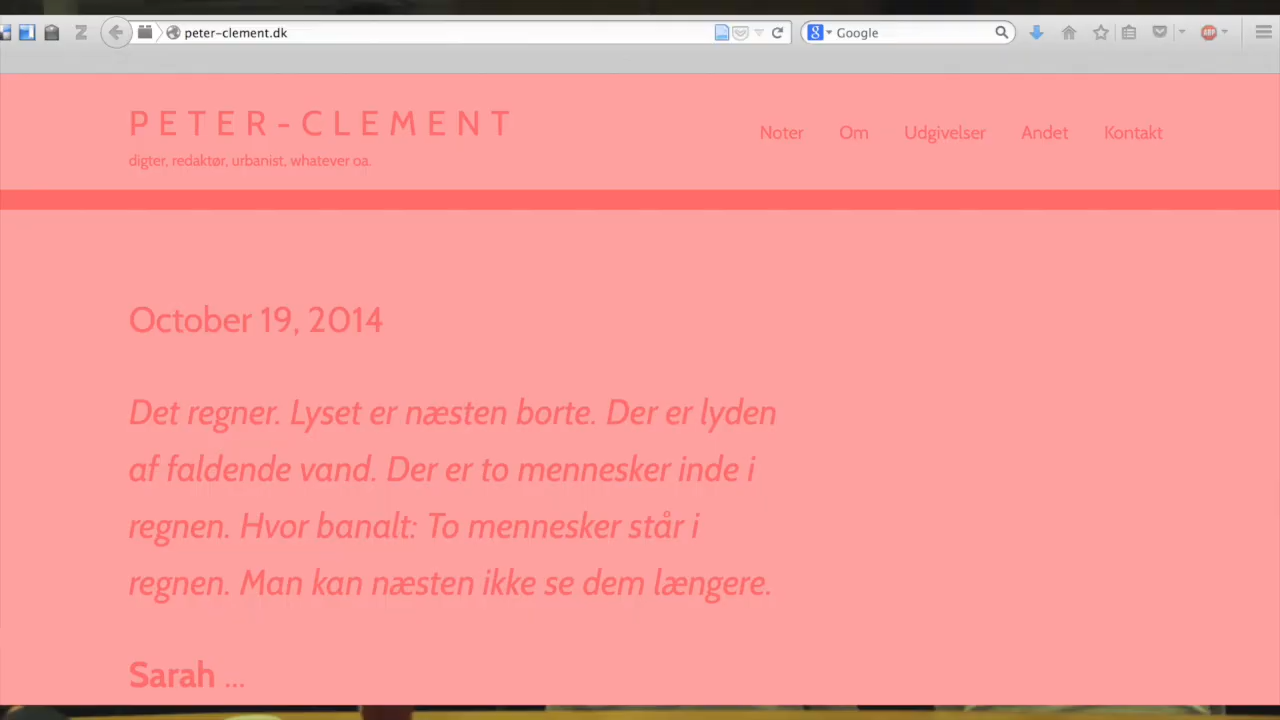 peter-clement.dk
Google
ABP
PETER-CLEMENT
digter, redaktør, urbanist, whatever oa.
Noter Om Udgivelser Andet Kontakt
October 19, 2014
Det regner. Lyset er næsten borte. Der er lyden
af faldende vand. Der er to mennesker inde i
regnen. Hvor banalt: To mennesker står i
regnen. Man kan næsten ikke se dem længere.
Sarah ...